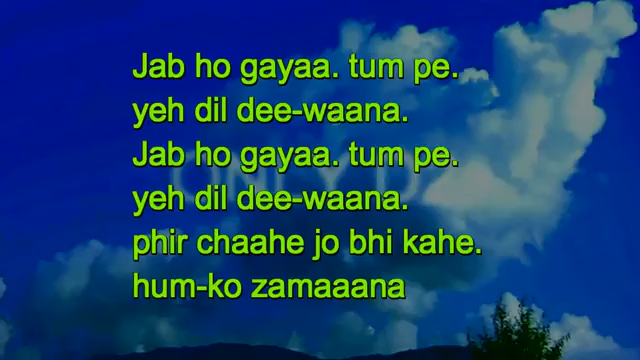 Jab ho gayaa. tum pe.
yeh dil dee-waana.
Jab ho gayaa. tum pe.
yeh dil dee-waana.
phir chaahe jo bhi kahe.
hum-ko zamaaana